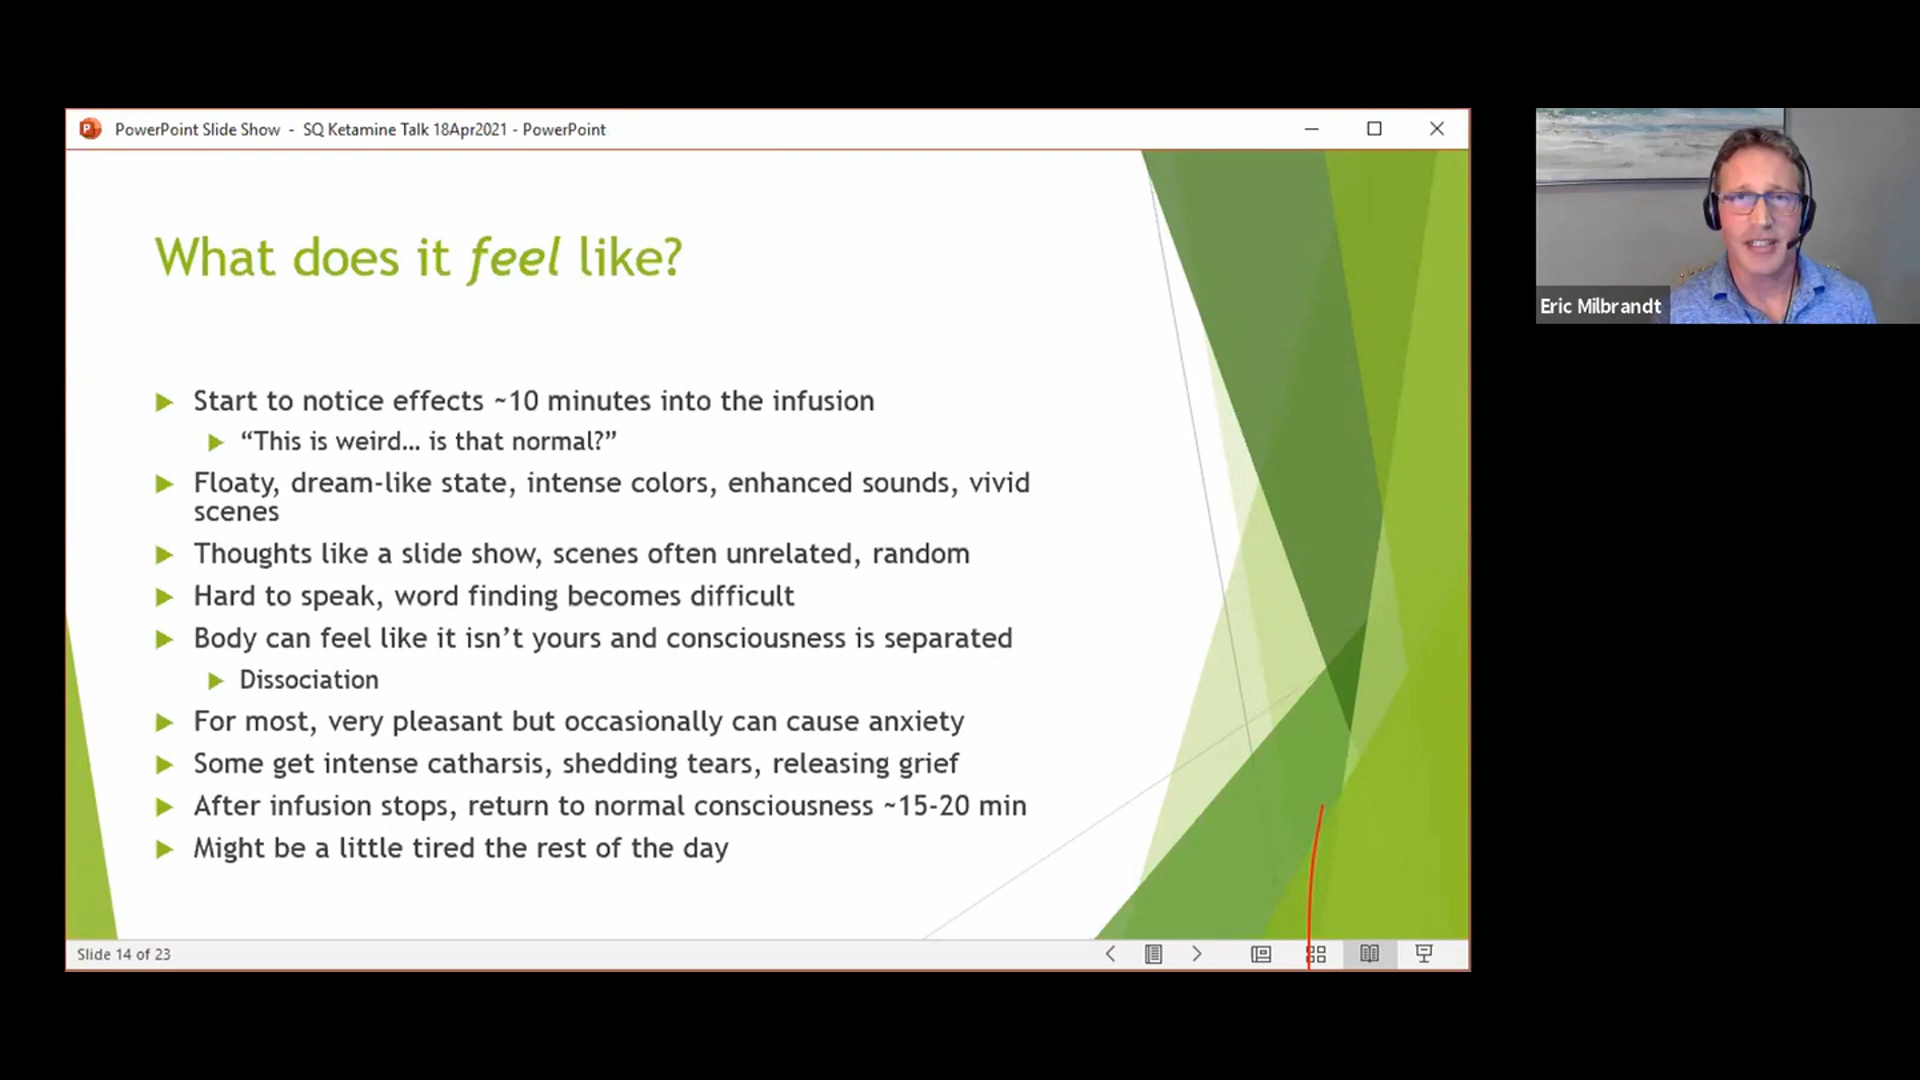 PowerPoint Slide Show - SQ Ketamine Talk 18Apr2021 - PowerPoint
What does it feel like?
Start to notice effects ~10 minutes into the infusion
“This is weird… is that normal?”
Floaty, dream-like state, intense colors, enhanced sounds, vivid
scenes
Thoughts like a slide show, scenes often unrelated, random
Hard to speak, word finding becomes difficult
Body can feel like it isn’t yours and consciousness is separated
Dissociation
For most, very pleasant but occasionally can cause anxiety
Some get intense catharsis, shedding tears, releasing grief
After infusion stops, return to normal consciousness ~15-20 min
Might be a little tired the rest of the day
Slide 14 of 23
Eric Milbrandt